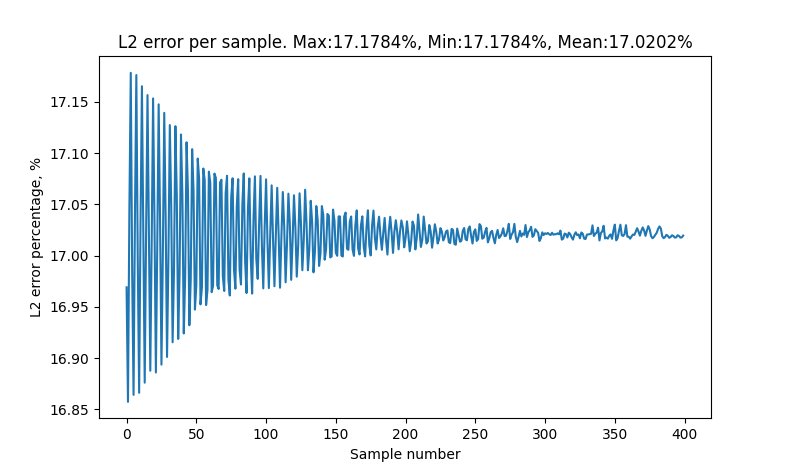 L2 error per sample. Max:17.1784%, Min:17.1784%, Mean:17.0202%
L2 error percentage, %
17.15
17.10
17.05
17.00
16.95
16.90
16.85
0 50 100 150 200 250 300 350 400
Sample number